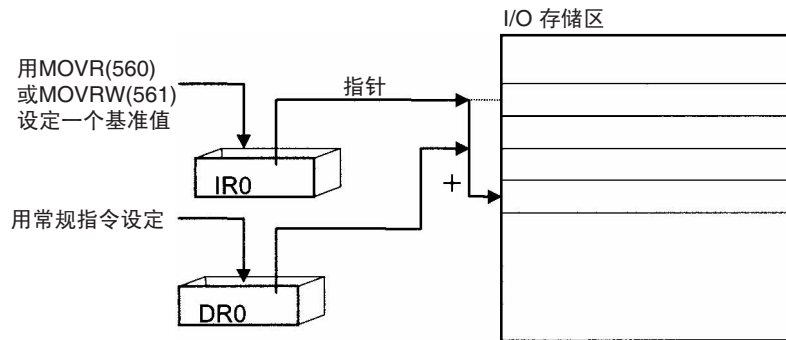 I/O 存储区
用MOVR(560)
或MOVRW(561)
设定一个基准值
指针
IR0
+
用常规指令设定
DR0